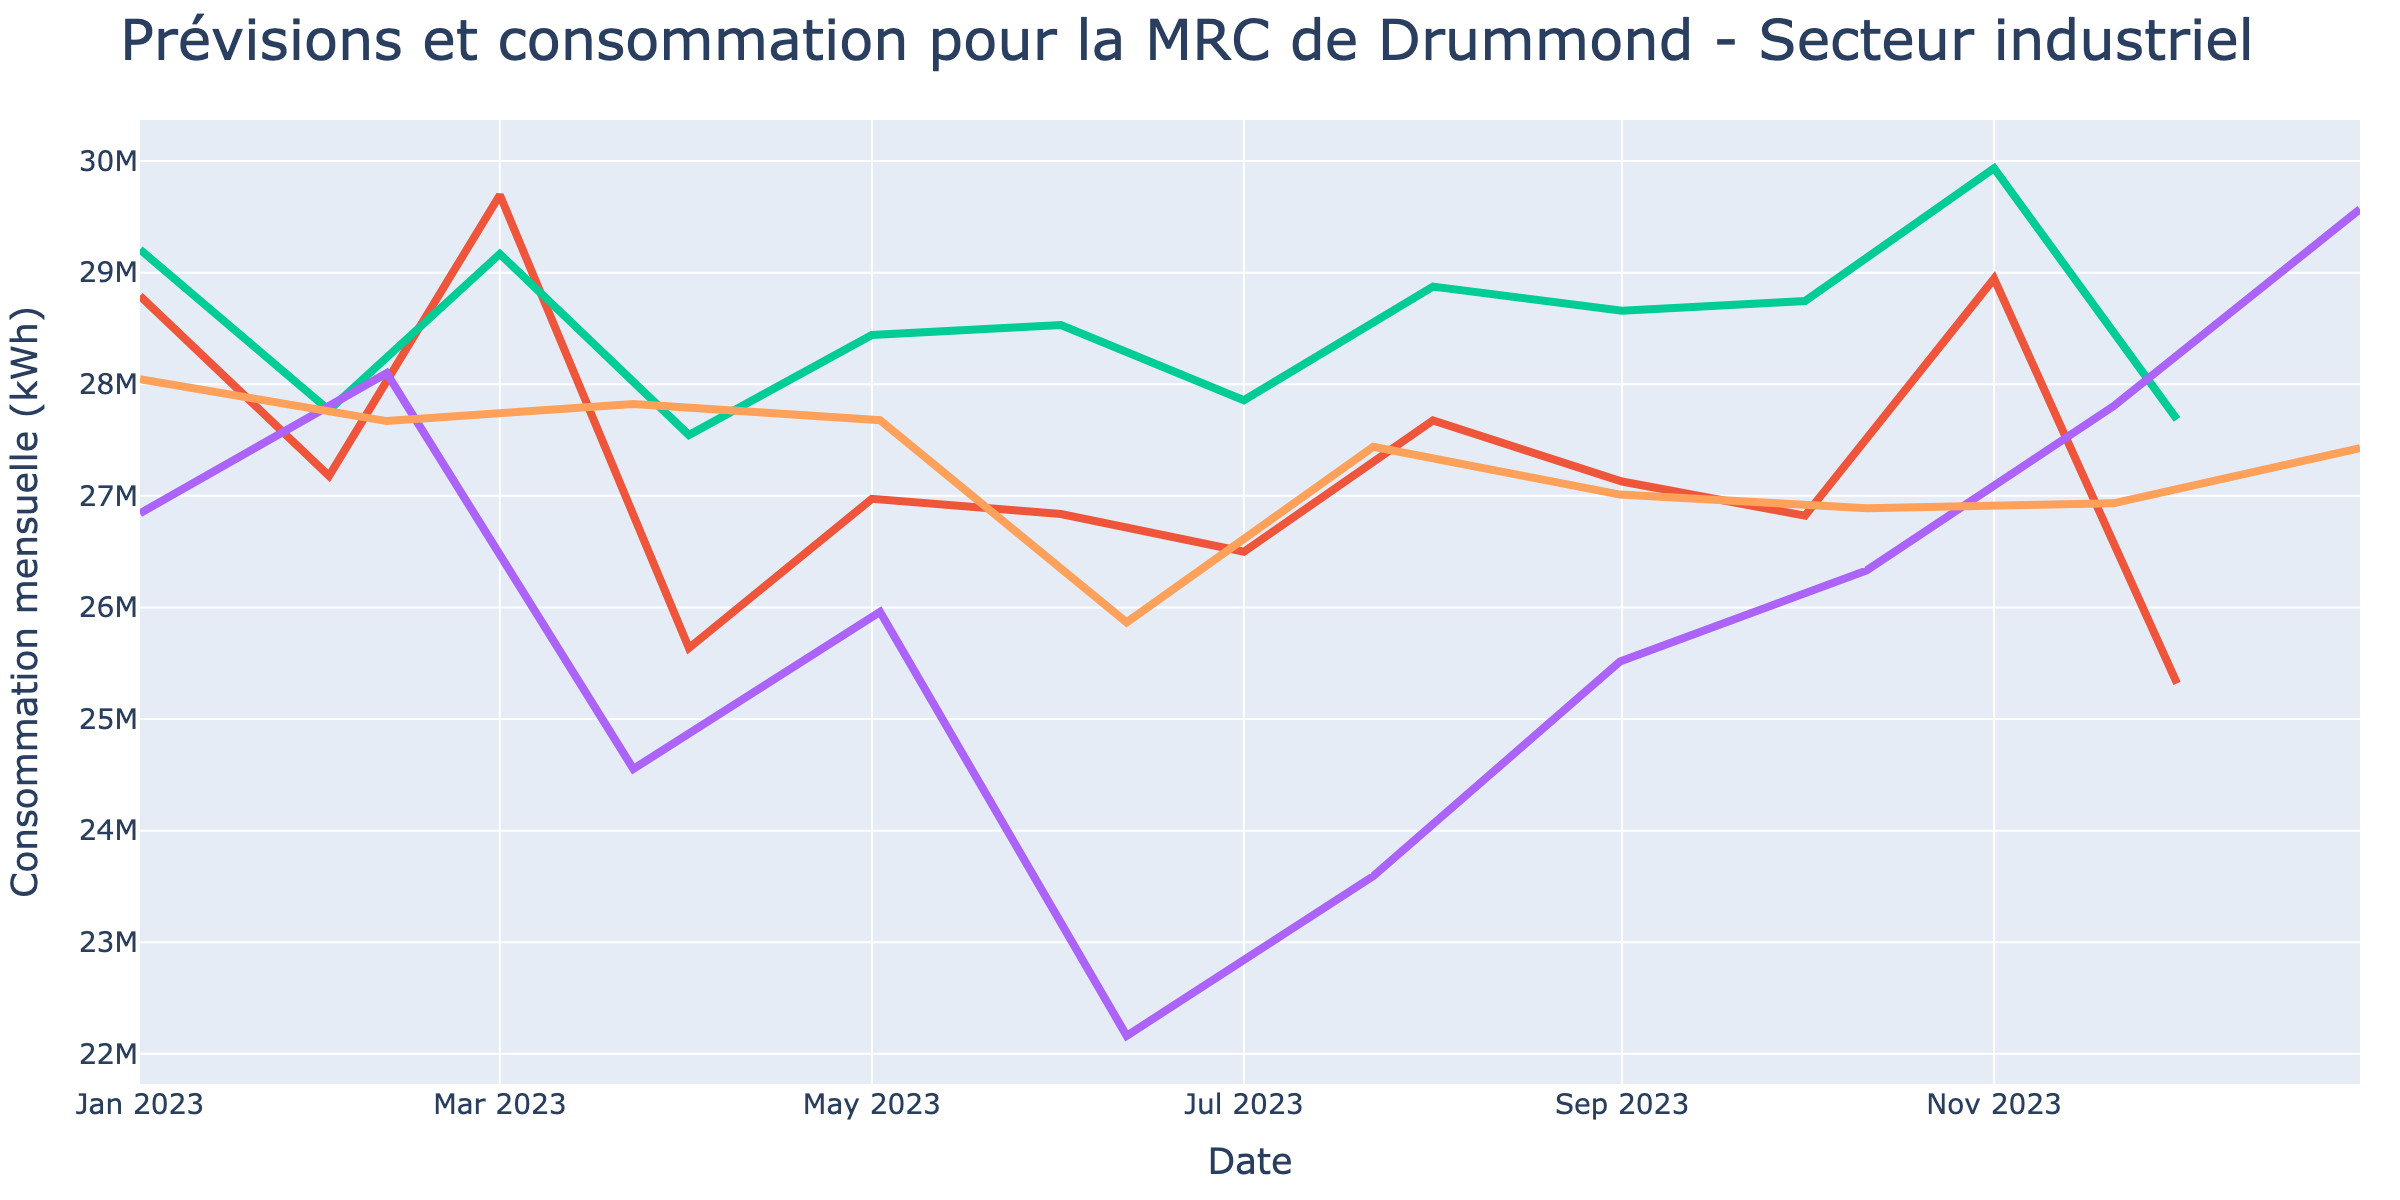 Prévisions et consommation pour la MRC de Drummond - Secteur industriel
Consommation mensuelle (kWh)
30M
29M
28M
27M
26M
25M
24M
23M
22M
Jan 2023
Mar 2023
May 2023
Jul 2023
Sep 2023
Nov 2023
Date